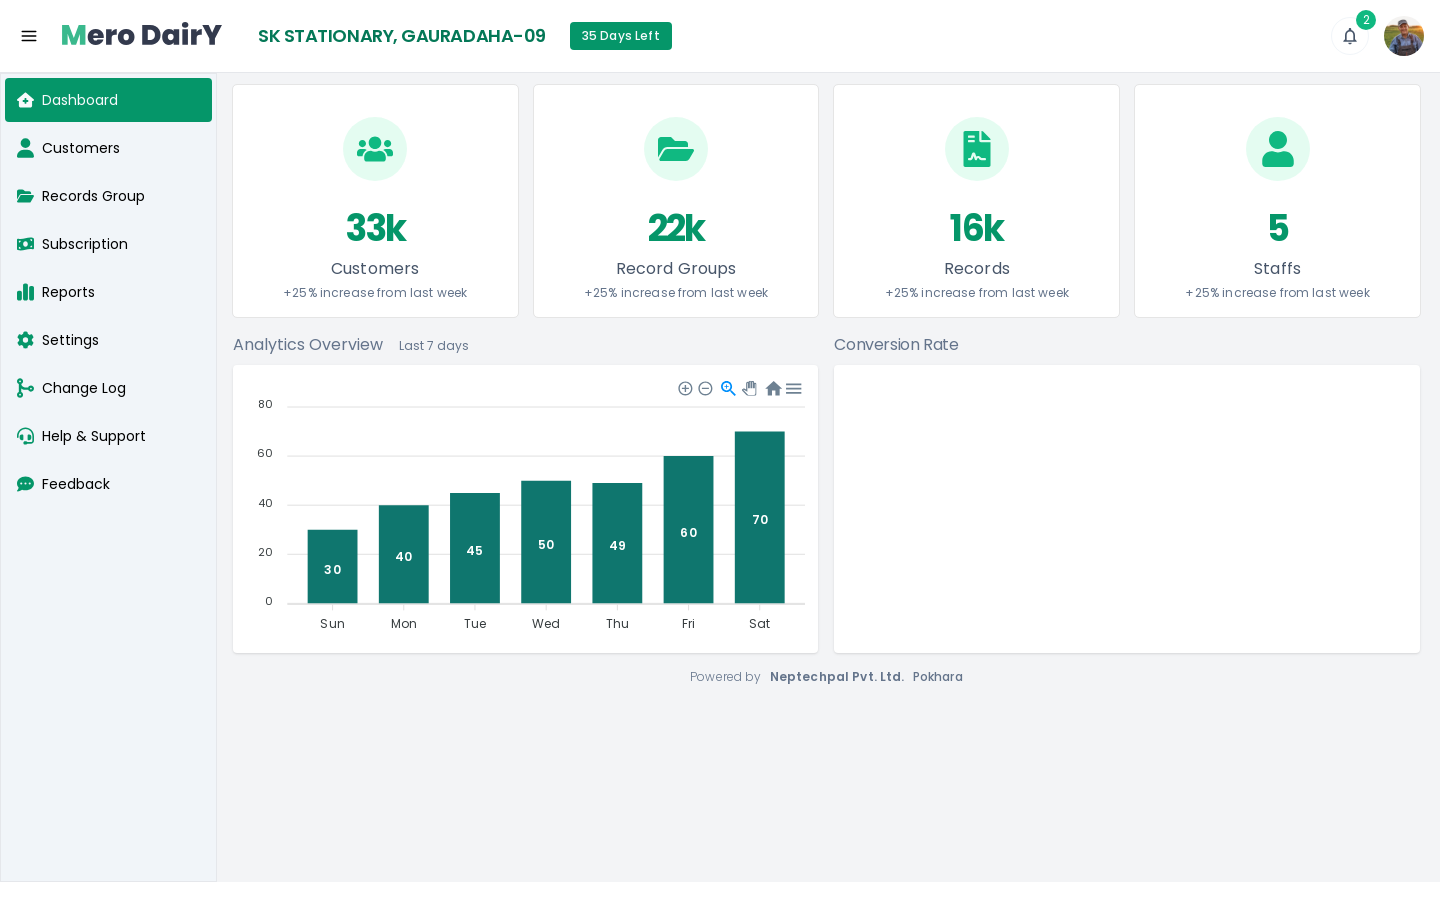 Mero DairY
SK STATIONARY, GAURADAHA-09
35 Days Left
2
Dashboard
Customers
Records Group
Subscription
Reports
Settings
Change Log
Help & Support
Feedback
33k
Customers
+25% increase from last week
22k
Record Groups
+25% increase from last week
16k
Records
+25% increase from last week
5
Staffs
+25% increase from last week
Analytics Overview Last 7 days
Conversion Rate
80
60
40
20
0
30
40
45
50
49
60
70
Sun Mon Tue Wed Thu Fri Sat
Powered by Neptechpal Pvt. Ltd. Pokhara